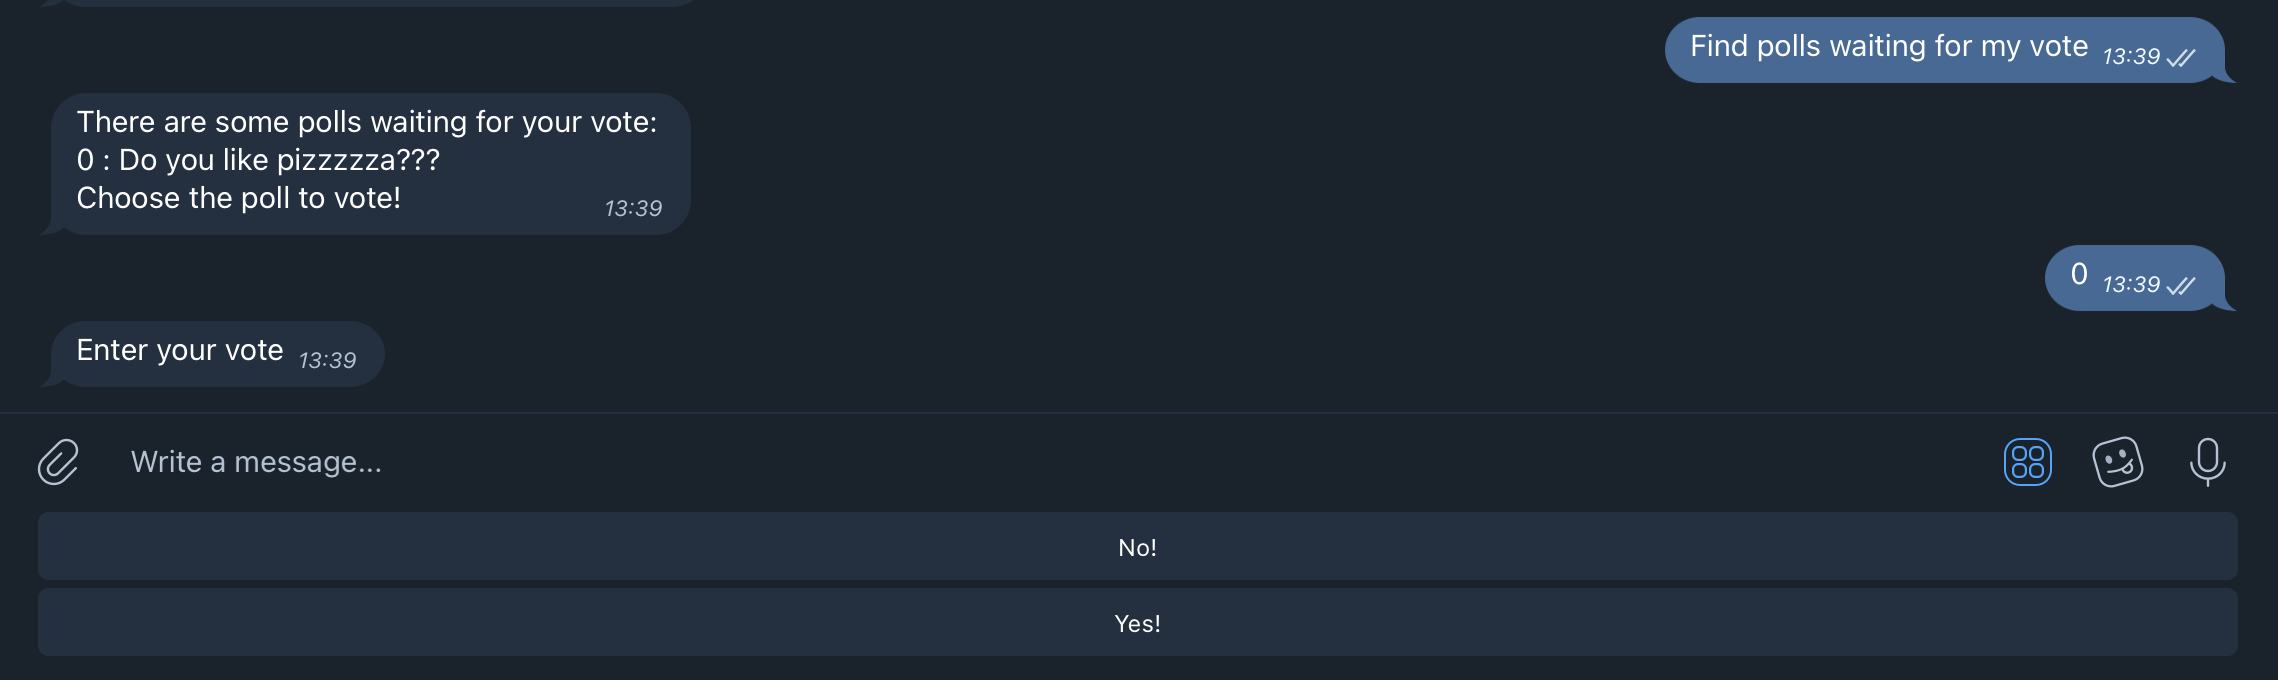 Find polls waiting for my vote 13:39
There are some polls waiting for your vote:
0 : Do you like pizzzzza???
Choose the poll to vote! 13:39
0 13:39
Enter your vote 13:39
Write a message...
No!
Yes!